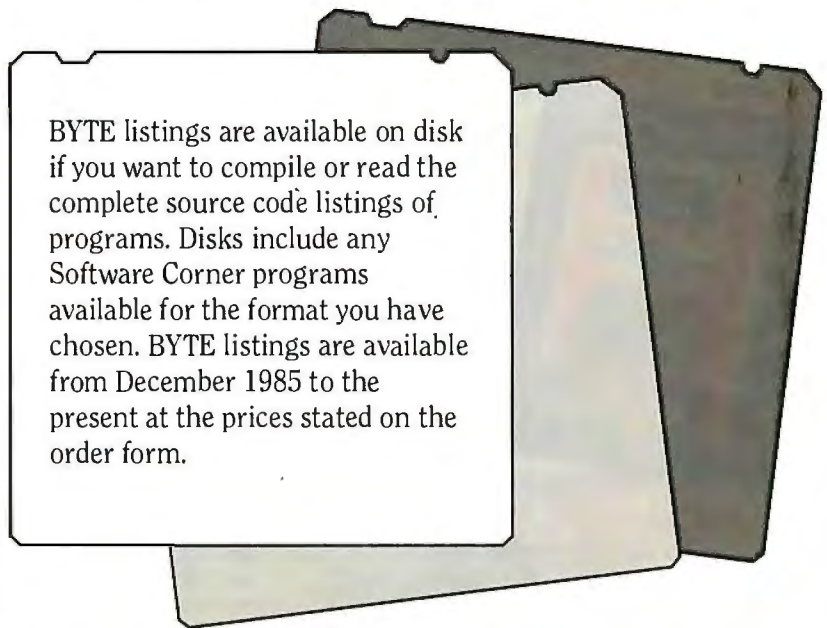 BYTE listings are available on disk
if you want to compile or read the
complete source code listings of
programs. Disks include any
Software Corner programs
available for the format you have
chosen. BYTE listings are available
from December 1985 to the
present at the prices stated on the
order form.